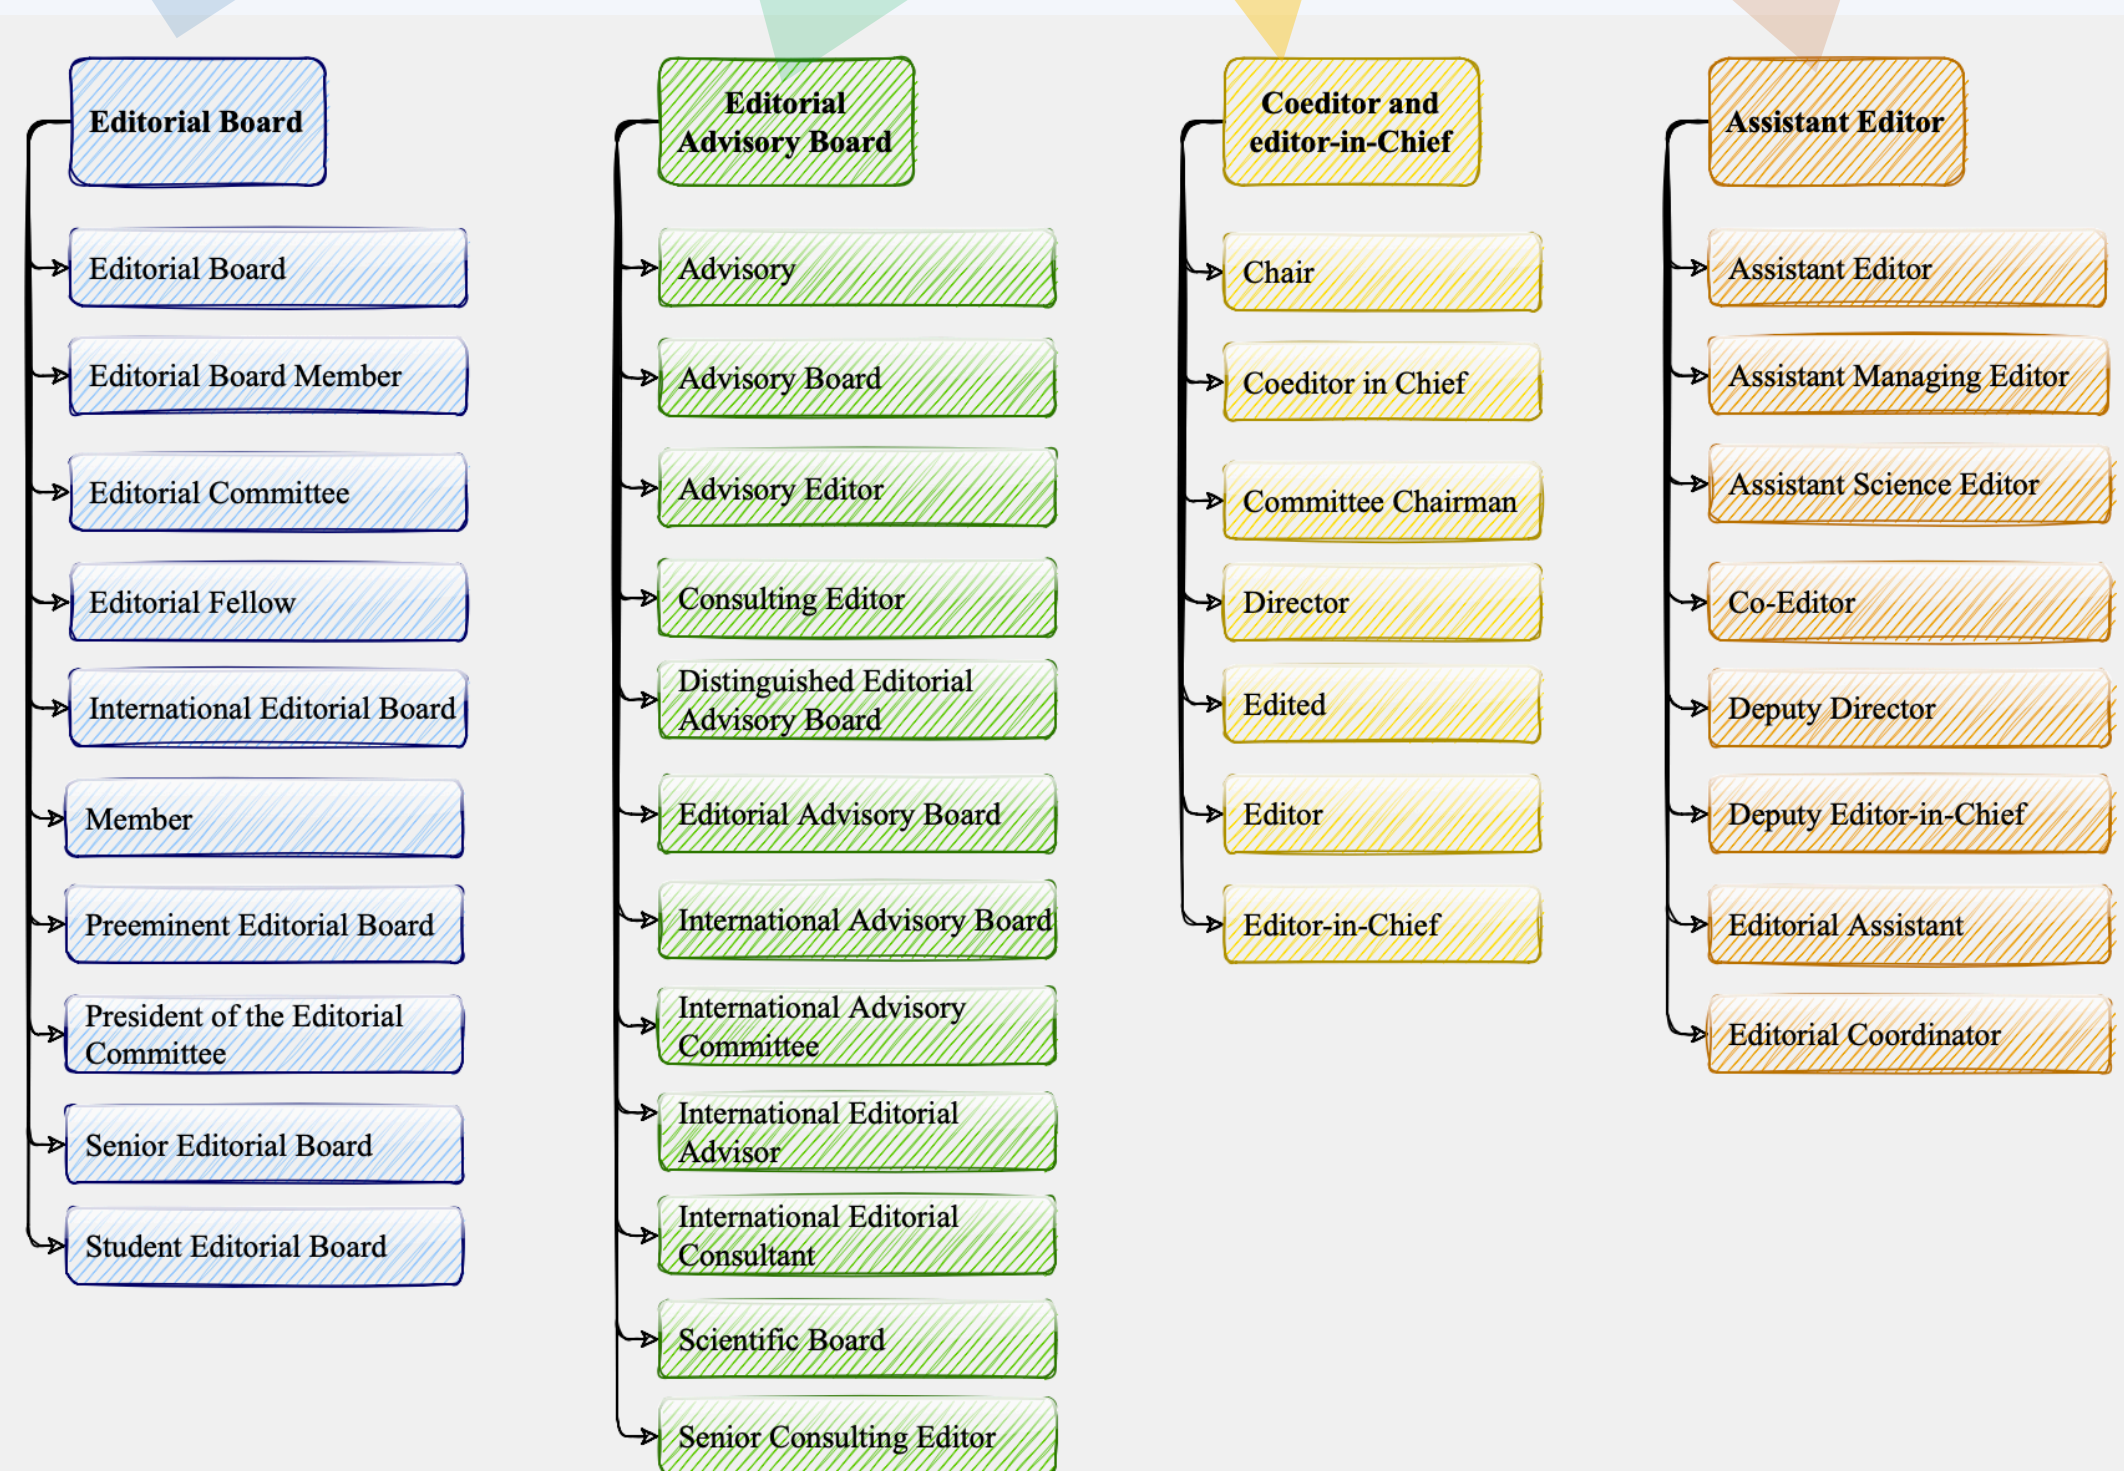 Editorial Board
Editorial Board
Editorial Board Member
Editorial Committee
Editorial Fellow
International Editorial Board
Member
Preeminent Editorial Board
President of the Editorial
Committee
Senior Editorial Board
Student Editorial Board
Editorial
Advisory Board
Advisory
Advisory Board
Advisory Editor
Consulting Editor
Distinguished Editorial
Advisory Board
Editorial Advisory Board
International Advisory Board
International Advisory
Committee
International Editorial
Advisor
International Editorial
Consultant
Scientific Board
Senior Consulting Editor
Coeditor and
editor-in-Chief
Chair
Coeditor in Chief
Committee Chairman
Director
Edited
Editor
Editor-in-Chief
Assistant Editor
Assistant Editor
Assistant Managing Editor
Assistant Science Editor
Co-Editor
Deputy Director
Deputy Editor-in-Chief
Editorial Assistant
Editorial Coordinator